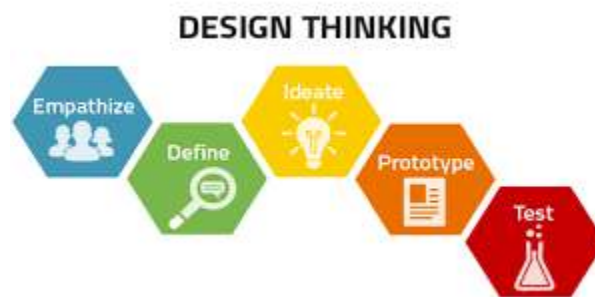 DESIGN THINKING
Empathize
Define
Ideate
Prototype
Test